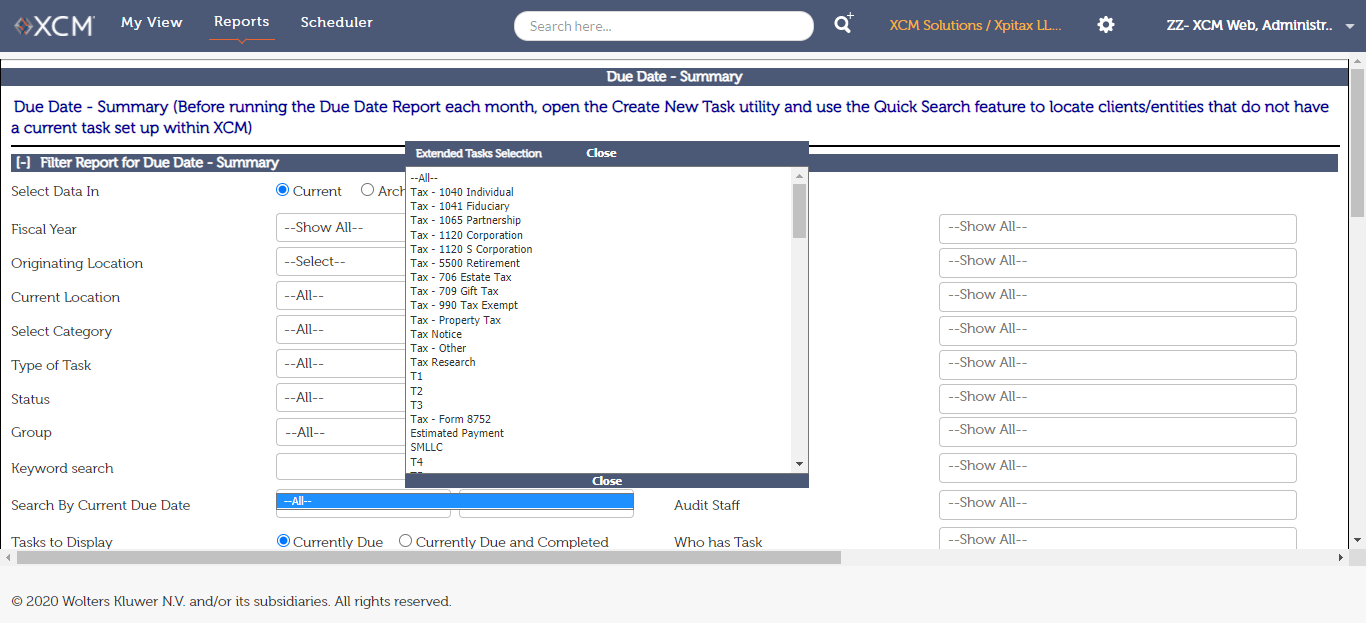 XCM My View Reports Scheduler Search here... XCM Solutions / Xpitax LL... ZZ- XCM Web, Administr..
Due Date - Summary
Due Date - Summary (Before running the Due Date Report each month, open the Create New Task utility and use the Quick Search feature to locate clients/entities that do not have
a current task set up within XCM)
[-] Filter Report for Due Date - Summary
Extended Tasks Selection Close
--All--
Tax - 1040 Individual
Tax - 1041 Fiduciary
Tax - 1065 Partnership
Tax - 1120 Corporation
Tax - 1120 S Corporation
Tax - 5500 Retirement
Tax - 706 Estate Tax
Tax - 709 Gift Tax
Tax - 990 Tax Exempt
Tax - Property Tax
Tax Notice
Tax - Other
Tax Research
T1
T2
T3
Tax - Form 8752
Estimated Payment
SMLLC
T4
Close
Select Data In Current Arch
Fiscal Year --Show All-- --Show All--
Originating Location --Select-- --Show All--
Current Location --All-- --Show All--
Select Category --All-- --Show All--
Type of Task --All-- --Show All--
Status --All-- --Show All--
Group --All-- --Show All--
Keyword search --Show All--
Search By Current Due Date --All-- Audit Staff --Show All--
Tasks to Display Currently Due Currently Due and Completed Who has Task --Show All--
© 2020 Wolters Kluwer N.V. and/or its subsidiaries. All rights reserved.